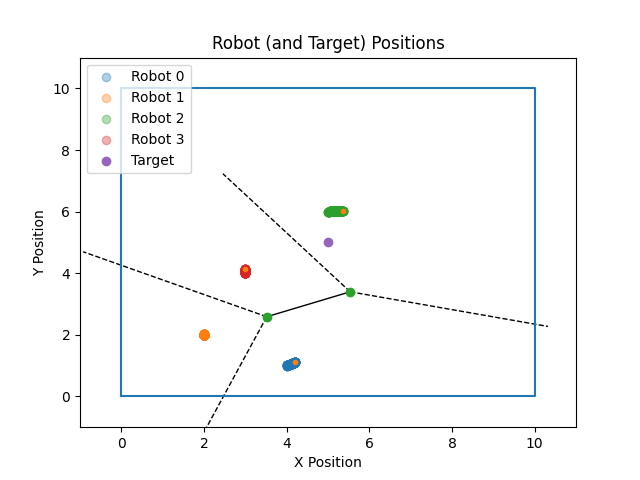 Robot (and Target) Positions
Robot 0
Robot 1
Robot 2
Robot 3
Target
Y Position
10
8
6
4
2
0
0 2 4 6 8 10
X Position